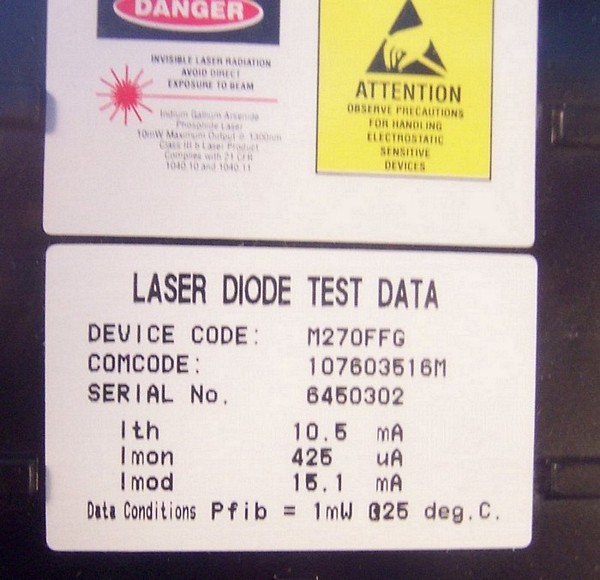 DANGER
INVISIBLE LASER RADIATION
AVOID DIRECT
EXPOSURE TO BEAM
Indium Gallium Arsenide
Phosphide Laser
10mW Maximum Output @ 1300nm
Class III b Laser Product
Complies with 21 CFR
1040.10 and 1040.11
ATTENTION
OBSERVE PRECAUTIONS
FOR HANDLING
ELECTROSTATIC
SENSITIVE
DEVICES
LASER DIODE TEST DATA
DEVICE CODE: M270FFG
COMCODE: 107603516M
SERIAL No. 6450302
Ith 10.5 mA
Imon 425 uA
Imod 15.1 mA
Data Conditions Pfib = 1mW @25 deg.C.